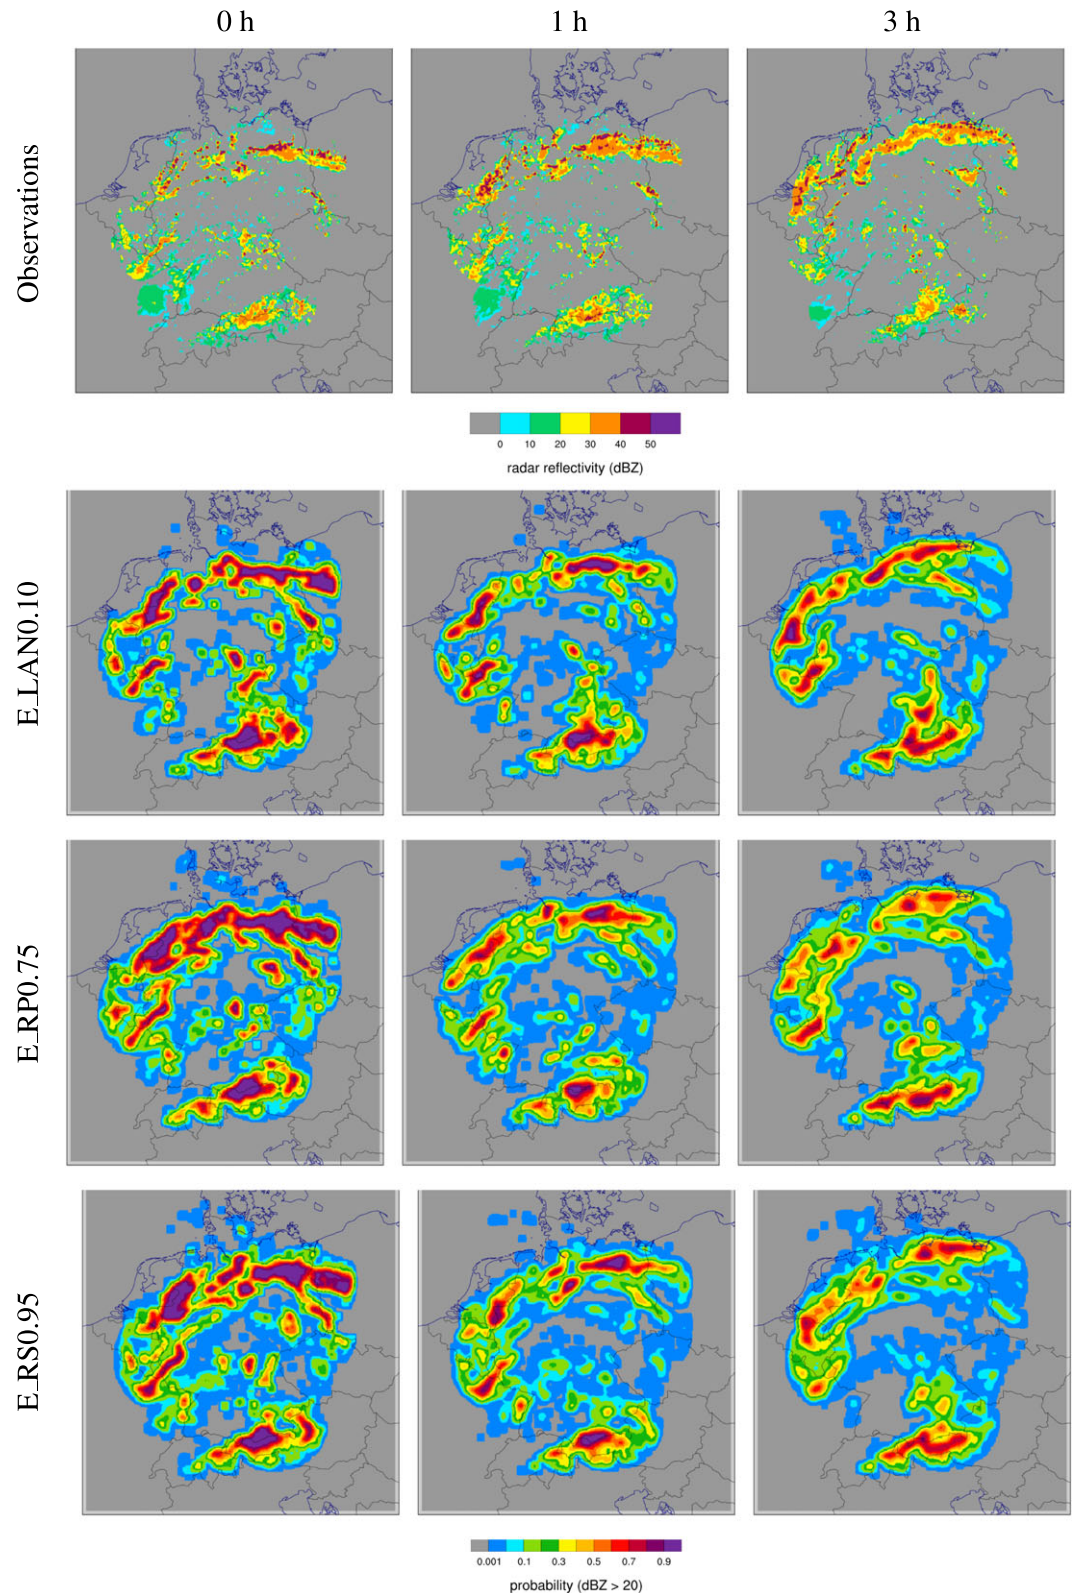 0 h 1 h 3 h
Observations
0 10 20 30 40 50
radar reflectivity (dBZ)
E_LAN0.10
E_RP0.75
E_RS0.95
0.001 0.1 0.3 0.5 0.7 0.9
probability (dBZ > 20)